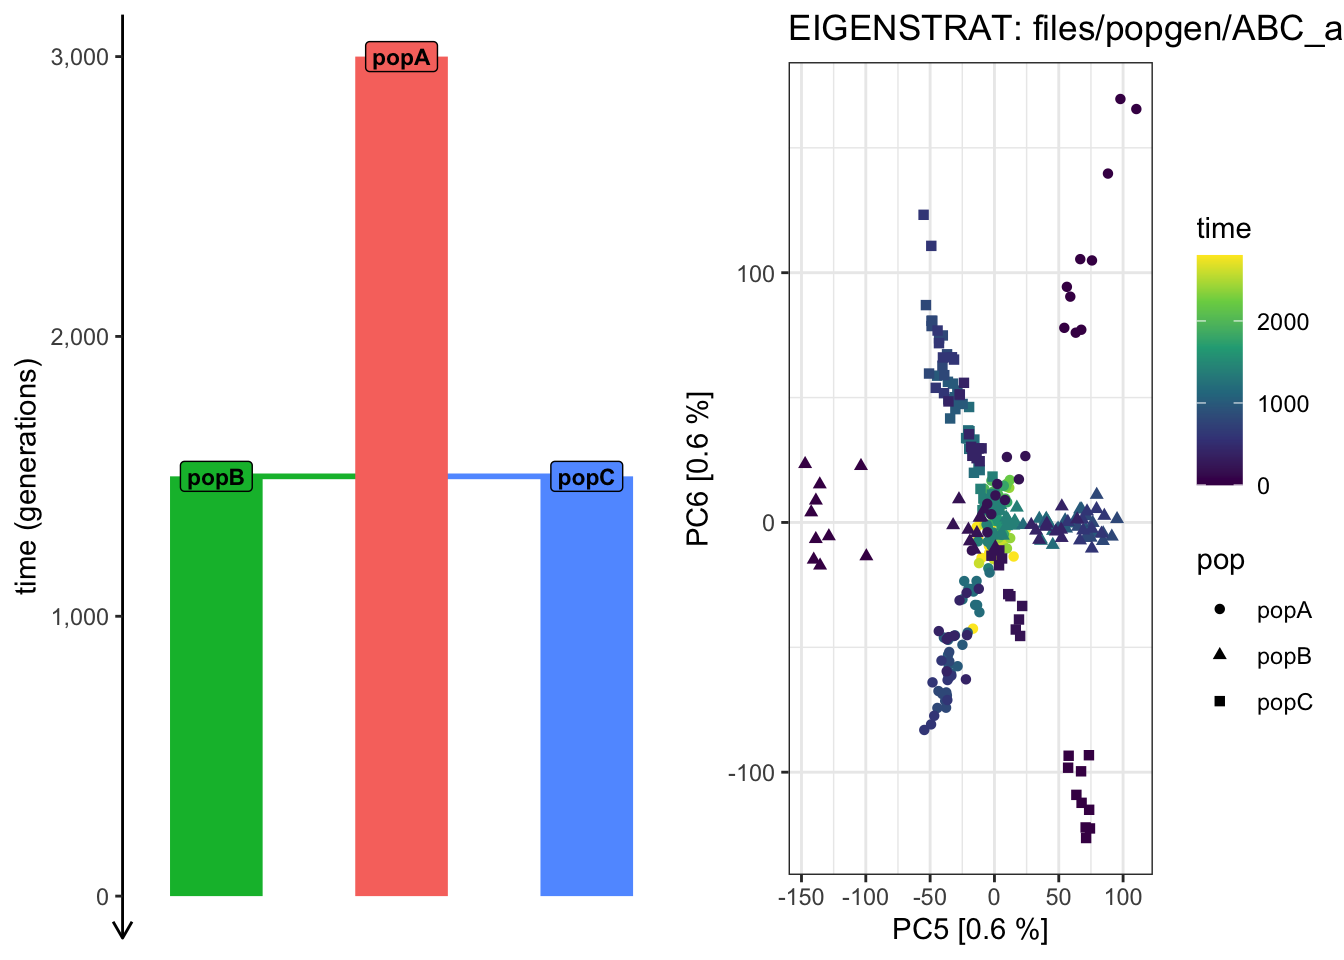 3,000
2,000
1,000
0
time (generations)
popA
popB
popC
EIGENSTRAT: files/popgen/ABC_a
100
0
-100
PC6 [0.6 %]
-150 -100 -50 0 50 100
PC5 [0.6 %]
time
2000
1000
0
pop
popA
popB
popC